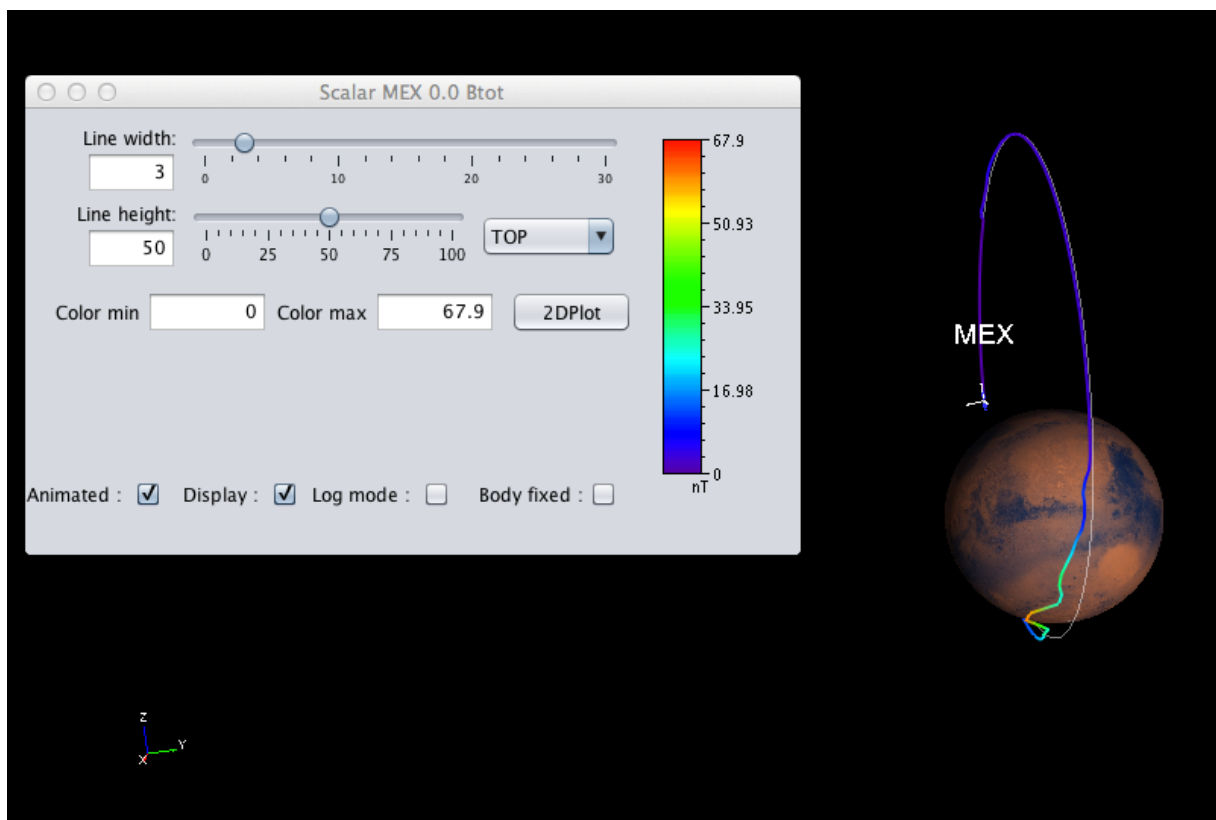 Scalar MEX 0.0 Btot
Line width:
3
0 10 20 30
Line height:
50
0 25 50 75 100
TOP
Color min 0 Color max 67.9 2DPlot
67.9
50.93
33.95
16.98
0
nT
Animated : Display : Log mode : Body fixed :
MEX
Z
Y
X